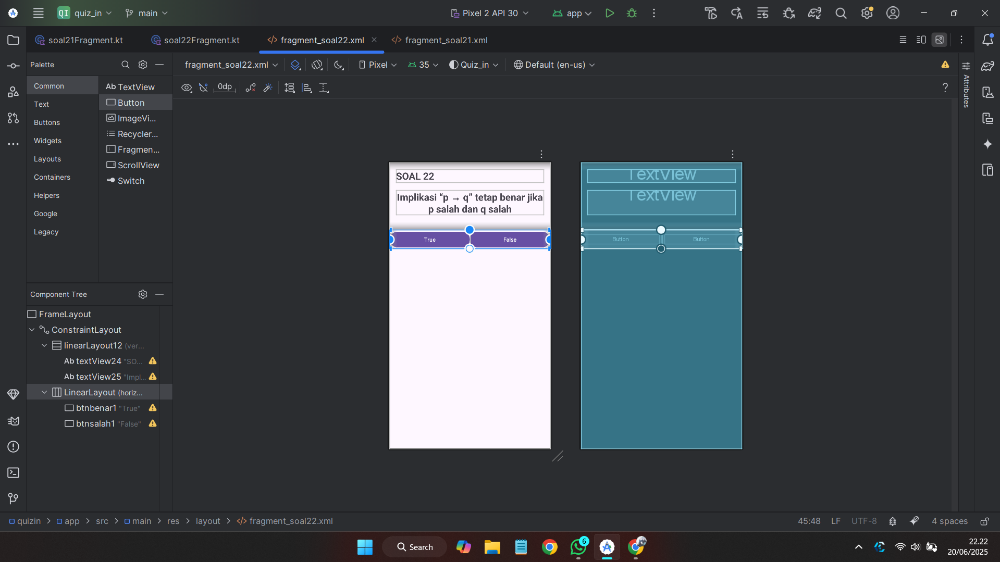 QI quiz_in main Pixel 2 API 30 app
soal21Fragment.kt soal22Fragment.kt fragment_soal22.xml fragment_soal21.xml
Palette
fragment_soal22.xml Pixel 35 Quiz_in Default (en-us)
0dp
Attributes
Common
Text
Buttons
Widgets
Layouts
Containers
Helpers
Google
Legacy
Ab TextView
Button
ImageVi...
Recycler...
Fragmen...
ScrollView
Switch
SOAL 22
Implikasi “p → q” tetap benar jika
p salah dan q salah
True False
TextView
TextView
Button Button
Component Tree
FrameLayout
ConstraintLayout
linearLayout12 (ver...
Ab textView24 "SO...
Ab textView25 "Impl...
LinearLayout (horiz...
btnbenar1 "True"
btnsalah1 "False"
quizin > app > src > main > res > layout > fragment_soal22.xml
45:48 LF UTF-8 4 spaces
Search
6
22.22
20/06/2025